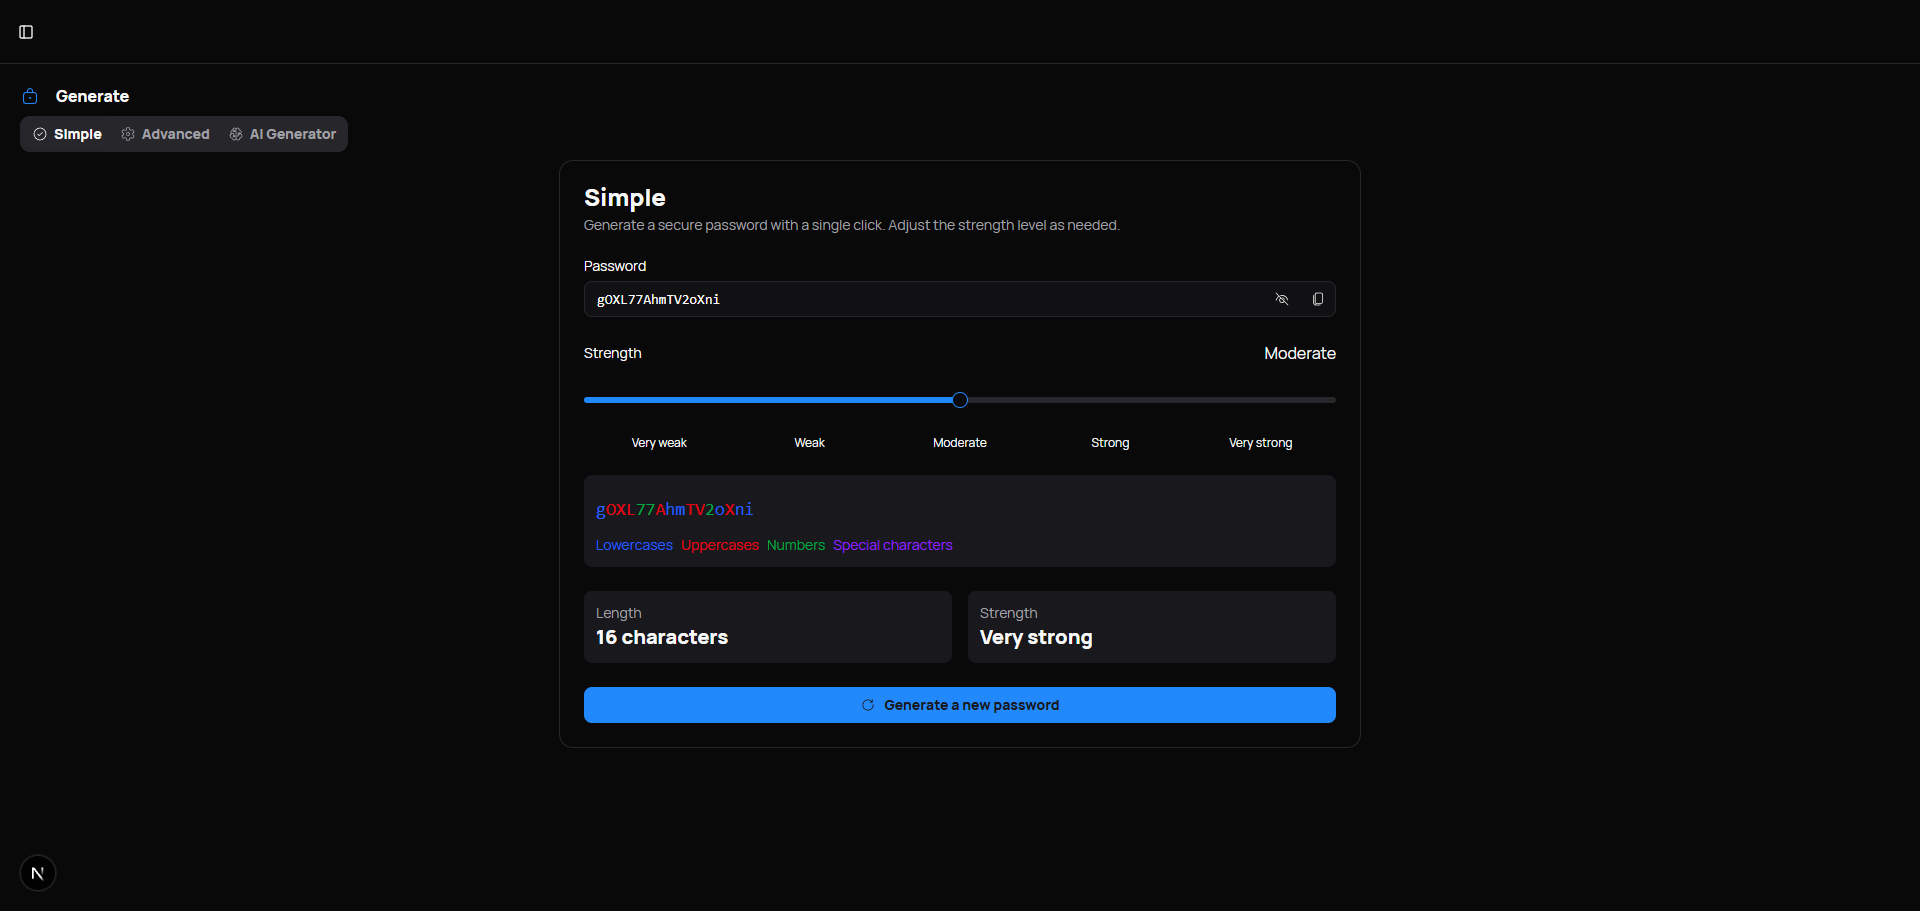 Generate
Simple Advanced AI Generator
Simple
Generate a secure password with a single click. Adjust the strength level as needed.
Password
gOXL77AhmTV2oXni
Strength Moderate
Very weak Weak Moderate Strong Very strong
gOXL77AhmTV2oXni
Lowercases Uppercases Numbers Special characters
Length
16 characters
Strength
Very strong
Generate a new password
N